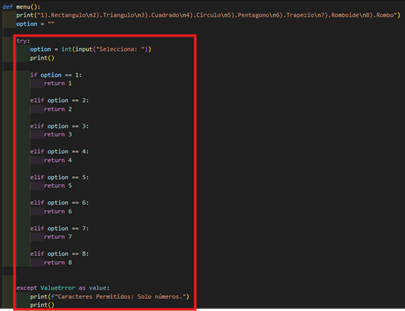 def menu():
print("1).Rectangulo\n2).Triangulo\n3).Cuadrado\n4).Circulo\n5).Pentagono\n6).Trapezio\n7).Romboide\n8).Rombo")
option = ""
try:
option = int(input("Selecciona: "))
print()
if option == 1:
return 1
elif option == 2:
return 2
elif option == 3:
return 3
elif option == 4:
return 4
elif option == 5:
return 5
elif option == 6:
return 6
elif option == 7:
return 7
elif option == 8:
return 8
except ValueError as value:
print(f"Caracteres Permitidos: Solo números.")
print()